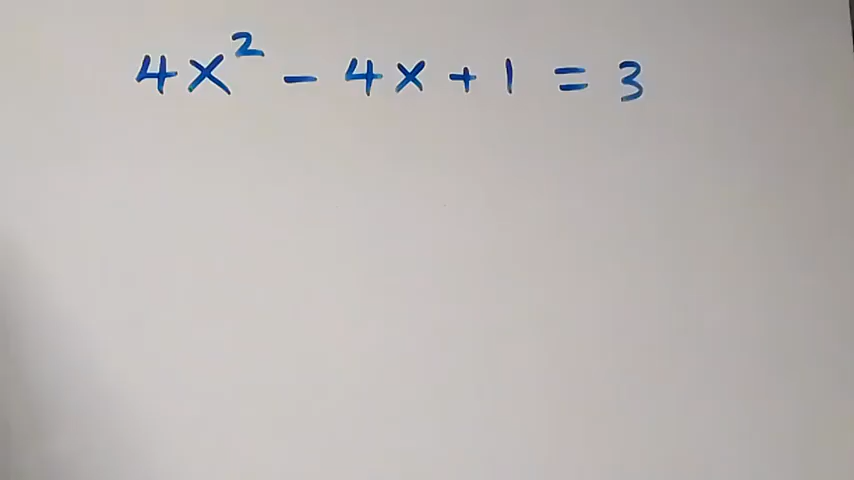 4x² - 4x + 1 = 3